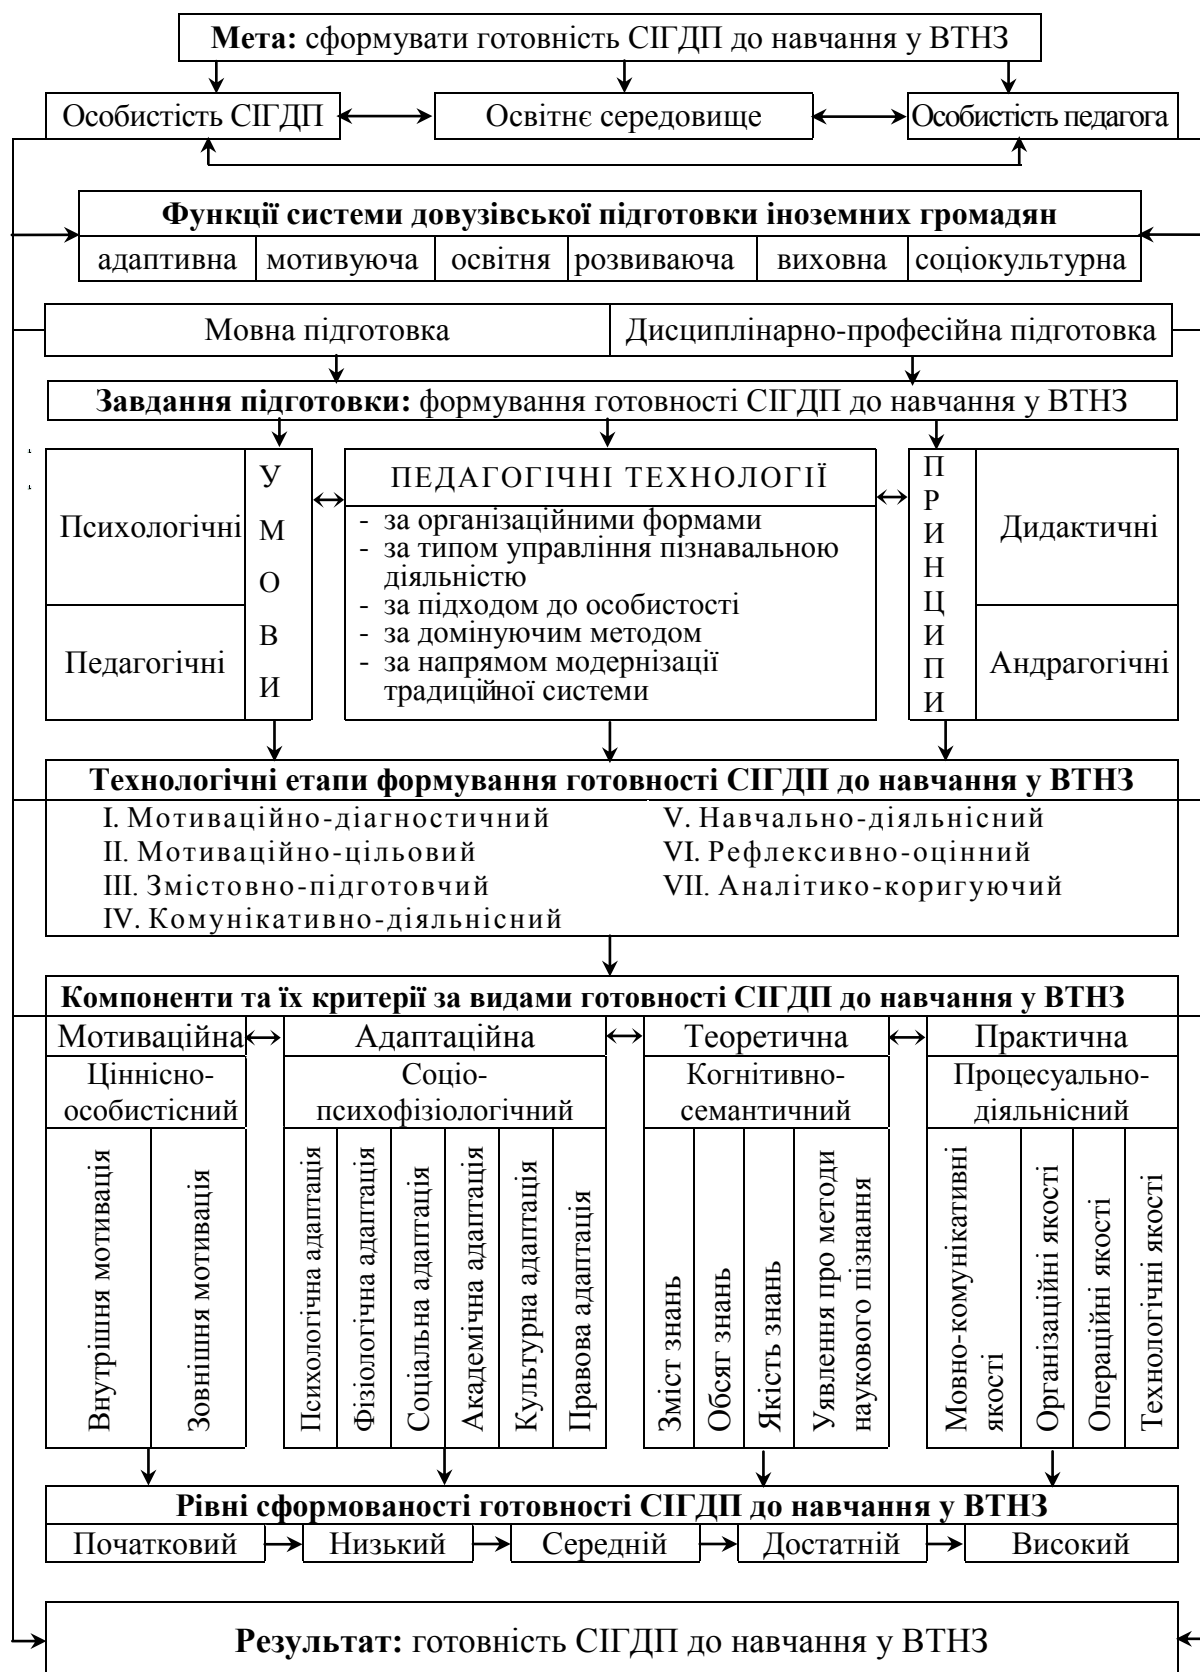 Мета: сформувати готовність СІГДП до навчання у ВТНЗ
Особистість СІГДП
Освітнє середовище
Особистість педагога
Функції системи довузівської підготовки іноземних громадян
адаптивна
мотивуюча
освітня
розвиваюча
виховна
соціокультурна
Мовна підготовка
Дисциплінарно-професійна підготовка
Завдання підготовки: формування готовності СІГДП до навчання у ВТНЗ
Психологічні
Педагогічні
УМОВИ
ПЕДАГОГІЧНІ ТЕХНОЛОГІЇ
- за організаційними формами
- за типом управління пізнавальною
діяльністю
- за підходом до особистості
- за домінуючим методом
- за напрямом модернізації
традиційної системи
ПРИНЦИПИ
Дидактичні
Андрагогічні
Технологічні етапи формування готовності СІГДП до навчання у ВТНЗ
I. Мотиваційно-діагностичний
II. Мотиваційно-цільовий
III. Змістовно-підготовчий
IV. Комунікативно-діяльнісний
V. Навчально-діяльнісний
VI. Рефлексивно-оцінний
VII. Аналітико-коригуючий
Компоненти та їх критерії за видами готовності СІГДП до навчання у ВТНЗ
Мотиваційна
Адаптаційна
Теоретична
Практична
Ціннісно-
особистісний
Соціо-
психофізіологічний
Когнітивно-
семантичний
Процесуально-
діяльнісний
Внутрішня мотивація
Зовнішня мотивація
Психологічна адаптація
Фізіологічна адаптація
Соціальна адаптація
Академічна адаптація
Культурна адаптація
Правова адаптація
Зміст знань
Обсяг знань
Якість знань
Уявлення про методи
наукового пізнання
Мовно-комунікативні
якості
Організаційні якості
Операційні якості
Технологічні якості
Рівні сформованості готовності СІГДП до навчання у ВТНЗ
Початковий
Низький
Середній
Достатній
Високий
Результат: готовність СІГДП до навчання у ВТНЗ